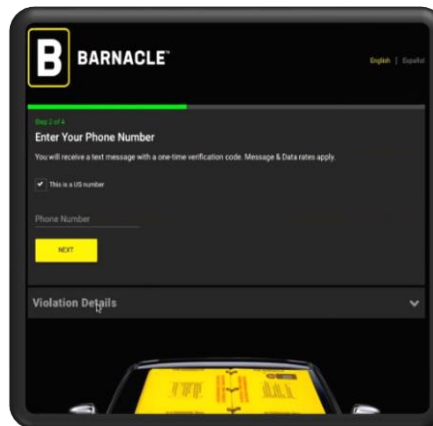 B BARNACLE™
English | Español
Step 2 of 4
Enter Your Phone Number
You will receive a text message with a one-time verification code. Message & Data rates apply.
This is a US number
Phone Number
NEXT
Violation Details